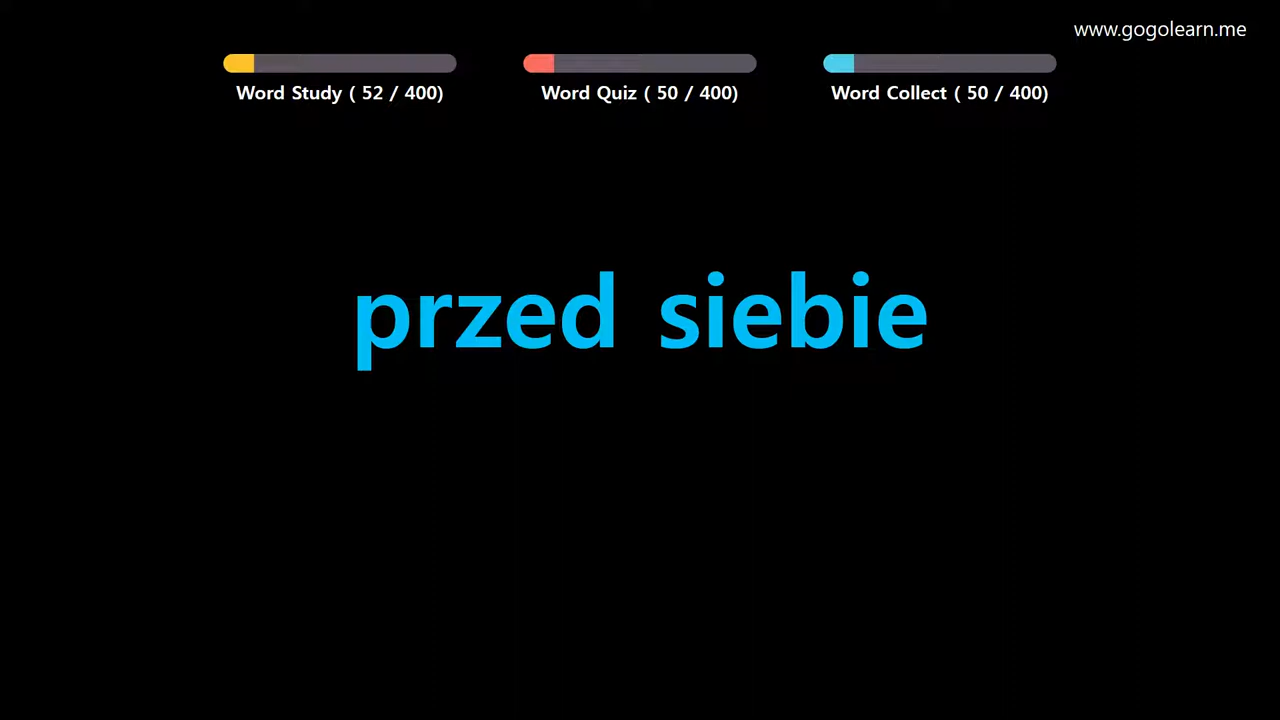 www.gogolearn.me
Word Study ( 52 / 400)
Word Quiz ( 50 / 400)
Word Collect ( 50 / 400)
przed siebie